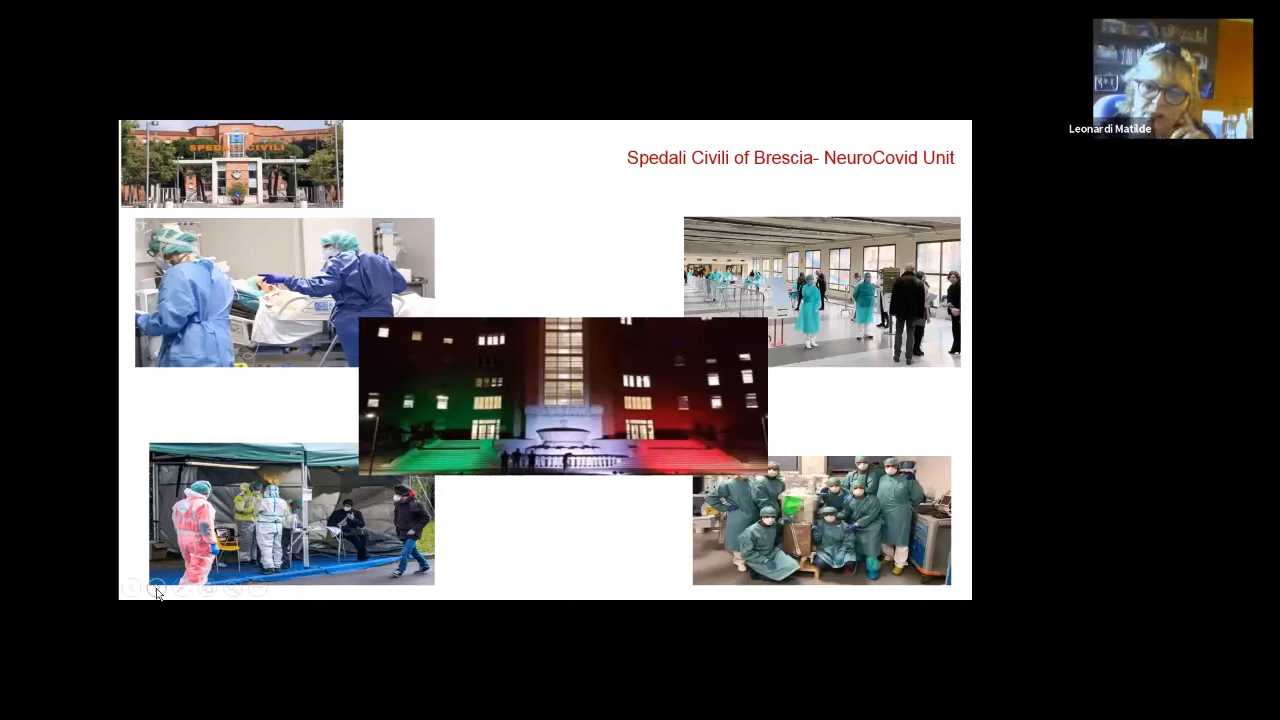 SPEDALI CIVILI
Spedali Civili of Brescia- NeuroCovid Unit
Leonardi Matilde